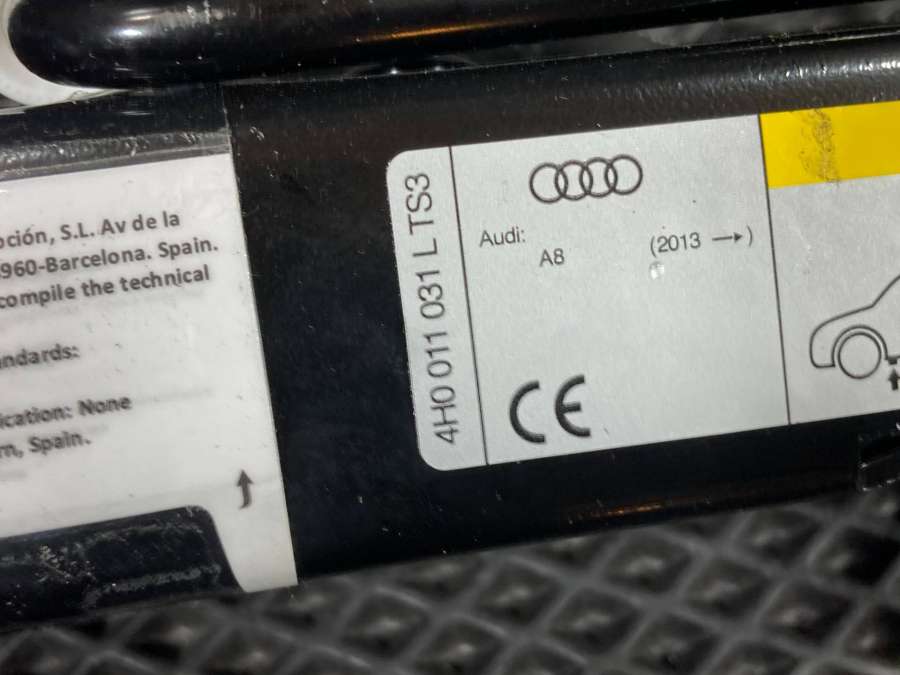 ción, S.L. Av de la
960-Barcelona. Spain.
compile the technical
ndards:
ication: None
rn, Spain.
4H0 011 031 L TS3
Audi:
A8 (2013 → )
CE